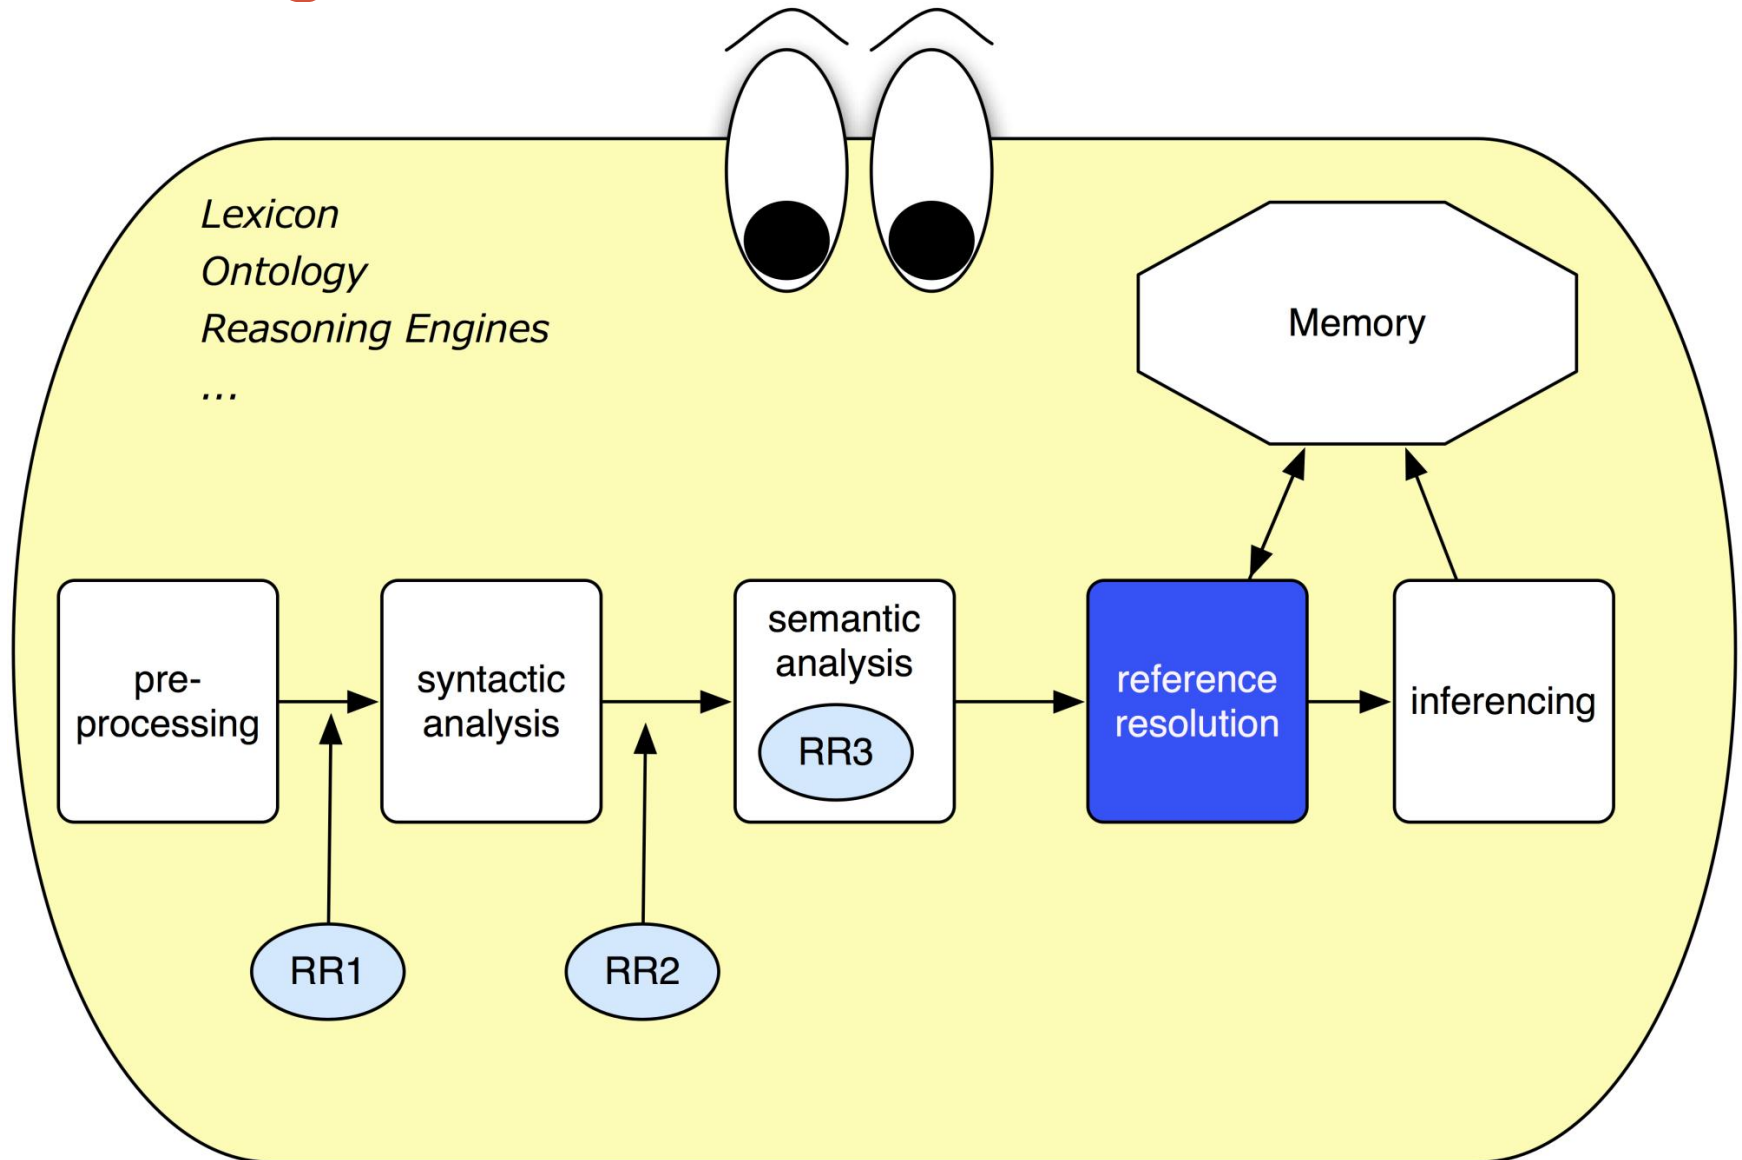 Lexicon
Ontology
Reasoning Engines
...
Memory
pre-
processing
syntactic
analysis
semantic
analysis
RR3
reference
resolution
inferencing
RR1
RR2